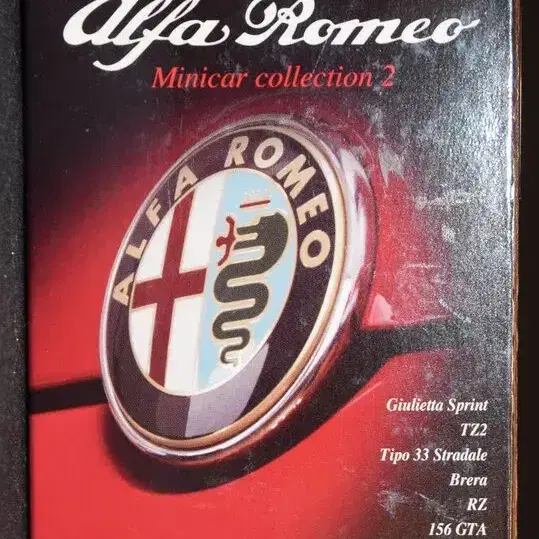 Alfa Romeo
Minicar collection 2
ALFA ROMEO
Giulietta Sprint
TZ2
Tipo 33 Stradale
Brera
RZ
156 GTA